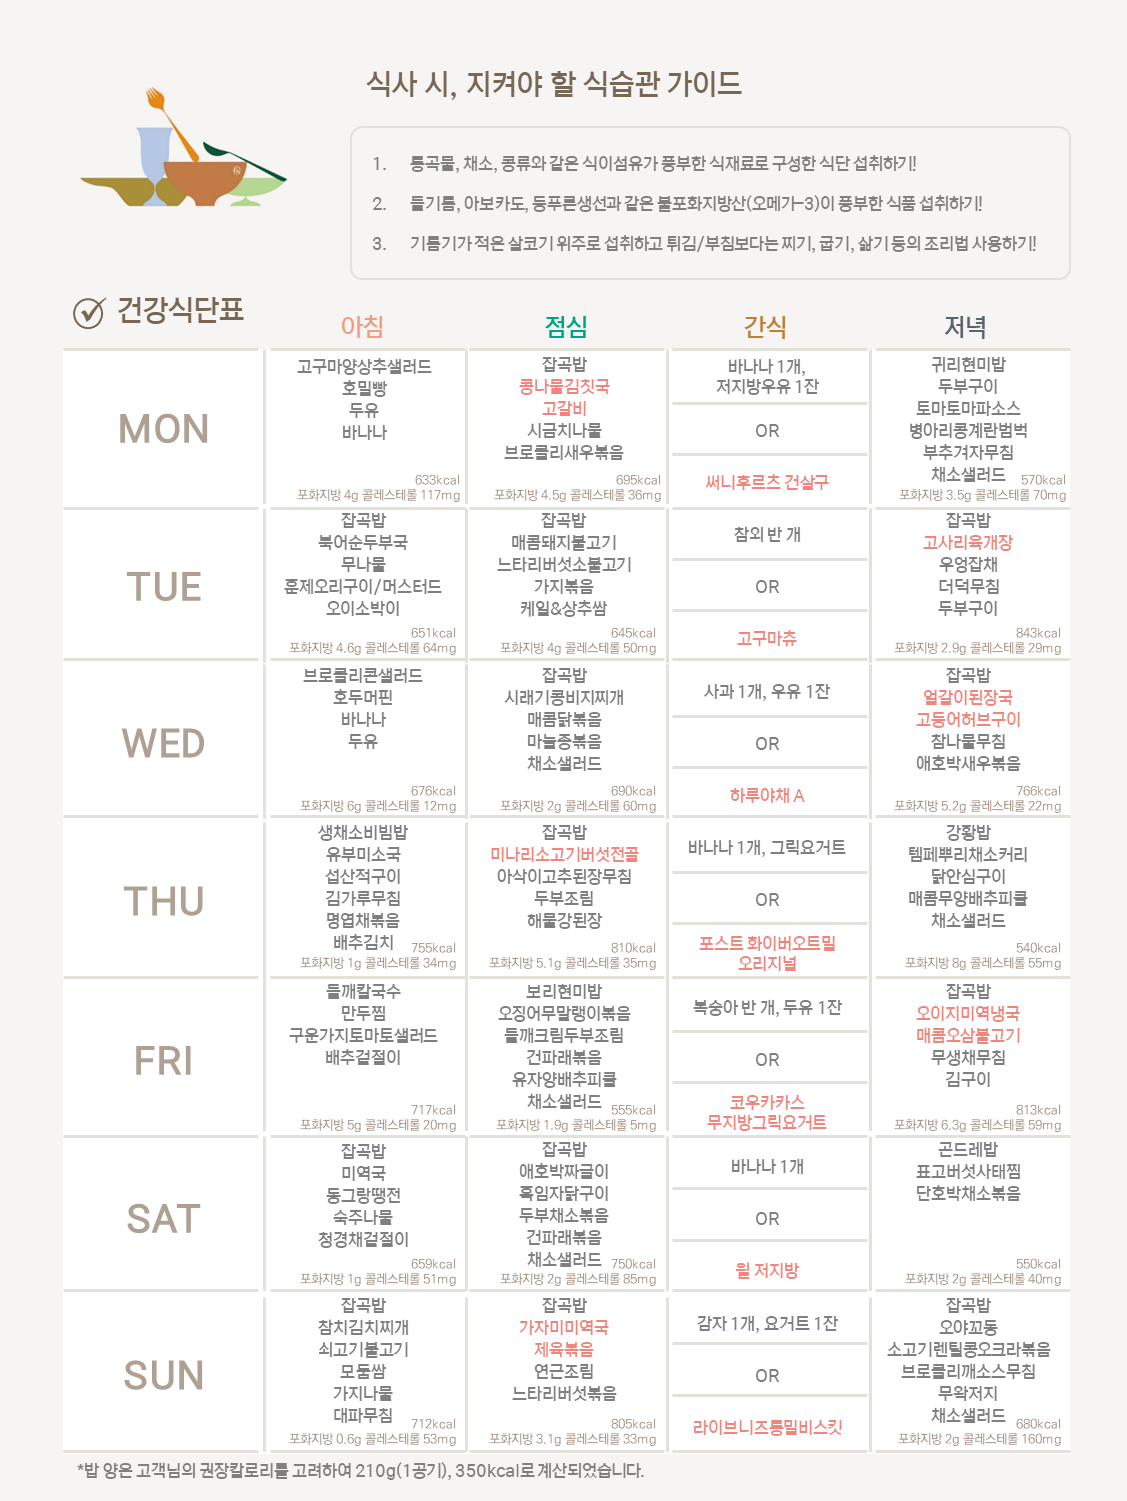 식사 시, 지켜야 할 식습관 가이드
1. 통곡물, 채소, 콩류와 같은 식이섬유가 풍부한 식재료로 구성한 식단 섭취하기!
2. 들기름, 아보카도, 등푸른생선과 같은 불포화지방산(오메가-3)이 풍부한 식품 섭취하기!
3. 기름기가 적은 살코기 위주로 섭취하고 튀김/부침보다는 찌기, 굽기, 삶기 등의 조리법 사용하기!
건강식단표
아침
점심
간식
저녁
MON
고구마양상추샐러드
호밀빵
두유
바나나
633kcal
포화지방 4g 콜레스테롤 117mg
잡곡밥
콩나물김칫국
고갈비
시금치나물
브로콜리새우볶음
695kcal
포화지방 4.5g 콜레스테롤 36mg
바나나 1개,
저지방우유 1잔
OR
써니후르츠 건살구
귀리현미밥
두부구이
토마토마파소스
병아리콩계란범벅
부추겨자무침
채소샐러드
570kcal
포화지방 3.5g 콜레스테롤 70mg
TUE
잡곡밥
북어순두부국
무나물
훈제오리구이/머스터드
오이소박이
651kcal
포화지방 4.6g 콜레스테롤 64mg
잡곡밥
매콤돼지불고기
느타리버섯소불고기
가지볶음
케일&상추쌈
645kcal
포화지방 4g 콜레스테롤 50mg
참외 반 개
OR
고구마츄
잡곡밥
고사리육개장
우엉잡채
더덕무침
두부구이
843kcal
포화지방 2.9g 콜레스테롤 29mg
WED
브로콜리콘샐러드
호두머핀
바나나
두유
676kcal
포화지방 6g 콜레스테롤 12mg
잡곡밥
시래기콩비지찌개
매콤닭볶음
마늘종볶음
채소샐러드
690kcal
포화지방 2g 콜레스테롤 60mg
사과 1개, 우유 1잔
OR
하루야채 A
잡곡밥
얼갈이된장국
고등어허브구이
참나물무침
애호박새우볶음
766kcal
포화지방 5.2g 콜레스테롤 22mg
THU
생채소비빔밥
유부미소국
섭산적구이
김가루무침
명엽채볶음
배추김치
755kcal
포화지방 1g 콜레스테롤 34mg
잡곡밥
미나리소고기버섯전골
아삭이고추된장무침
두부조림
해물강된장
810kcal
포화지방 5.1g 콜레스테롤 35mg
바나나 1개, 그릭요거트
OR
포스트 화이버오트밀
오리지널
강황밥
템페뿌리채소커리
닭안심구이
매콤무양배추피클
채소샐러드
540kcal
포화지방 8g 콜레스테롤 55mg
FRI
들깨칼국수
만두찜
구운가지토마토샐러드
배추겉절이
717kcal
포화지방 5g 콜레스테롤 20mg
보리현미밥
오징어무말랭이볶음
들깨크림두부조림
건파래볶음
유자양배추피클
채소샐러드
555kcal
포화지방 1.9g 콜레스테롤 5mg
복숭아 반 개, 두유 1잔
OR
코우카카스
무지방그릭요거트
잡곡밥
오이지미역냉국
매콤오삼불고기
무생채무침
김구이
813kcal
포화지방 6.3g 콜레스테롤 59mg
SAT
잡곡밥
미역국
동그랑땡전
숙주나물
청경채겉절이
659kcal
포화지방 1g 콜레스테롤 51mg
잡곡밥
애호박짜글이
흑임자닭구이
두부채소볶음
건파래볶음
채소샐러드
750kcal
포화지방 2g 콜레스테롤 85mg
바나나 1개
OR
윌 저지방
곤드레밥
표고버섯사태찜
단호박채소볶음
550kcal
포화지방 2g 콜레스테롤 40mg
SUN
잡곡밥
참치김치찌개
쇠고기불고기
모둠쌈
가지나물
대파무침
712kcal
포화지방 0.6g 콜레스테롤 53mg
잡곡밥
가자미미역국
제육볶음
연근조림
느타리버섯볶음
805kcal
포화지방 3.1g 콜레스테롤 33mg
감자 1개, 요거트 1잔
OR
라이브니즈통밀비스킷
잡곡밥
오야꼬동
소고기렌틸콩오크라볶음
브로콜리깨소스무침
무왁저지
채소샐러드
680kcal
포화지방 2g 콜레스테롤 160mg
*밥 양은 고객님의 권장칼로리를 고려하여 210g(1공기), 350kcal로 계산되었습니다.